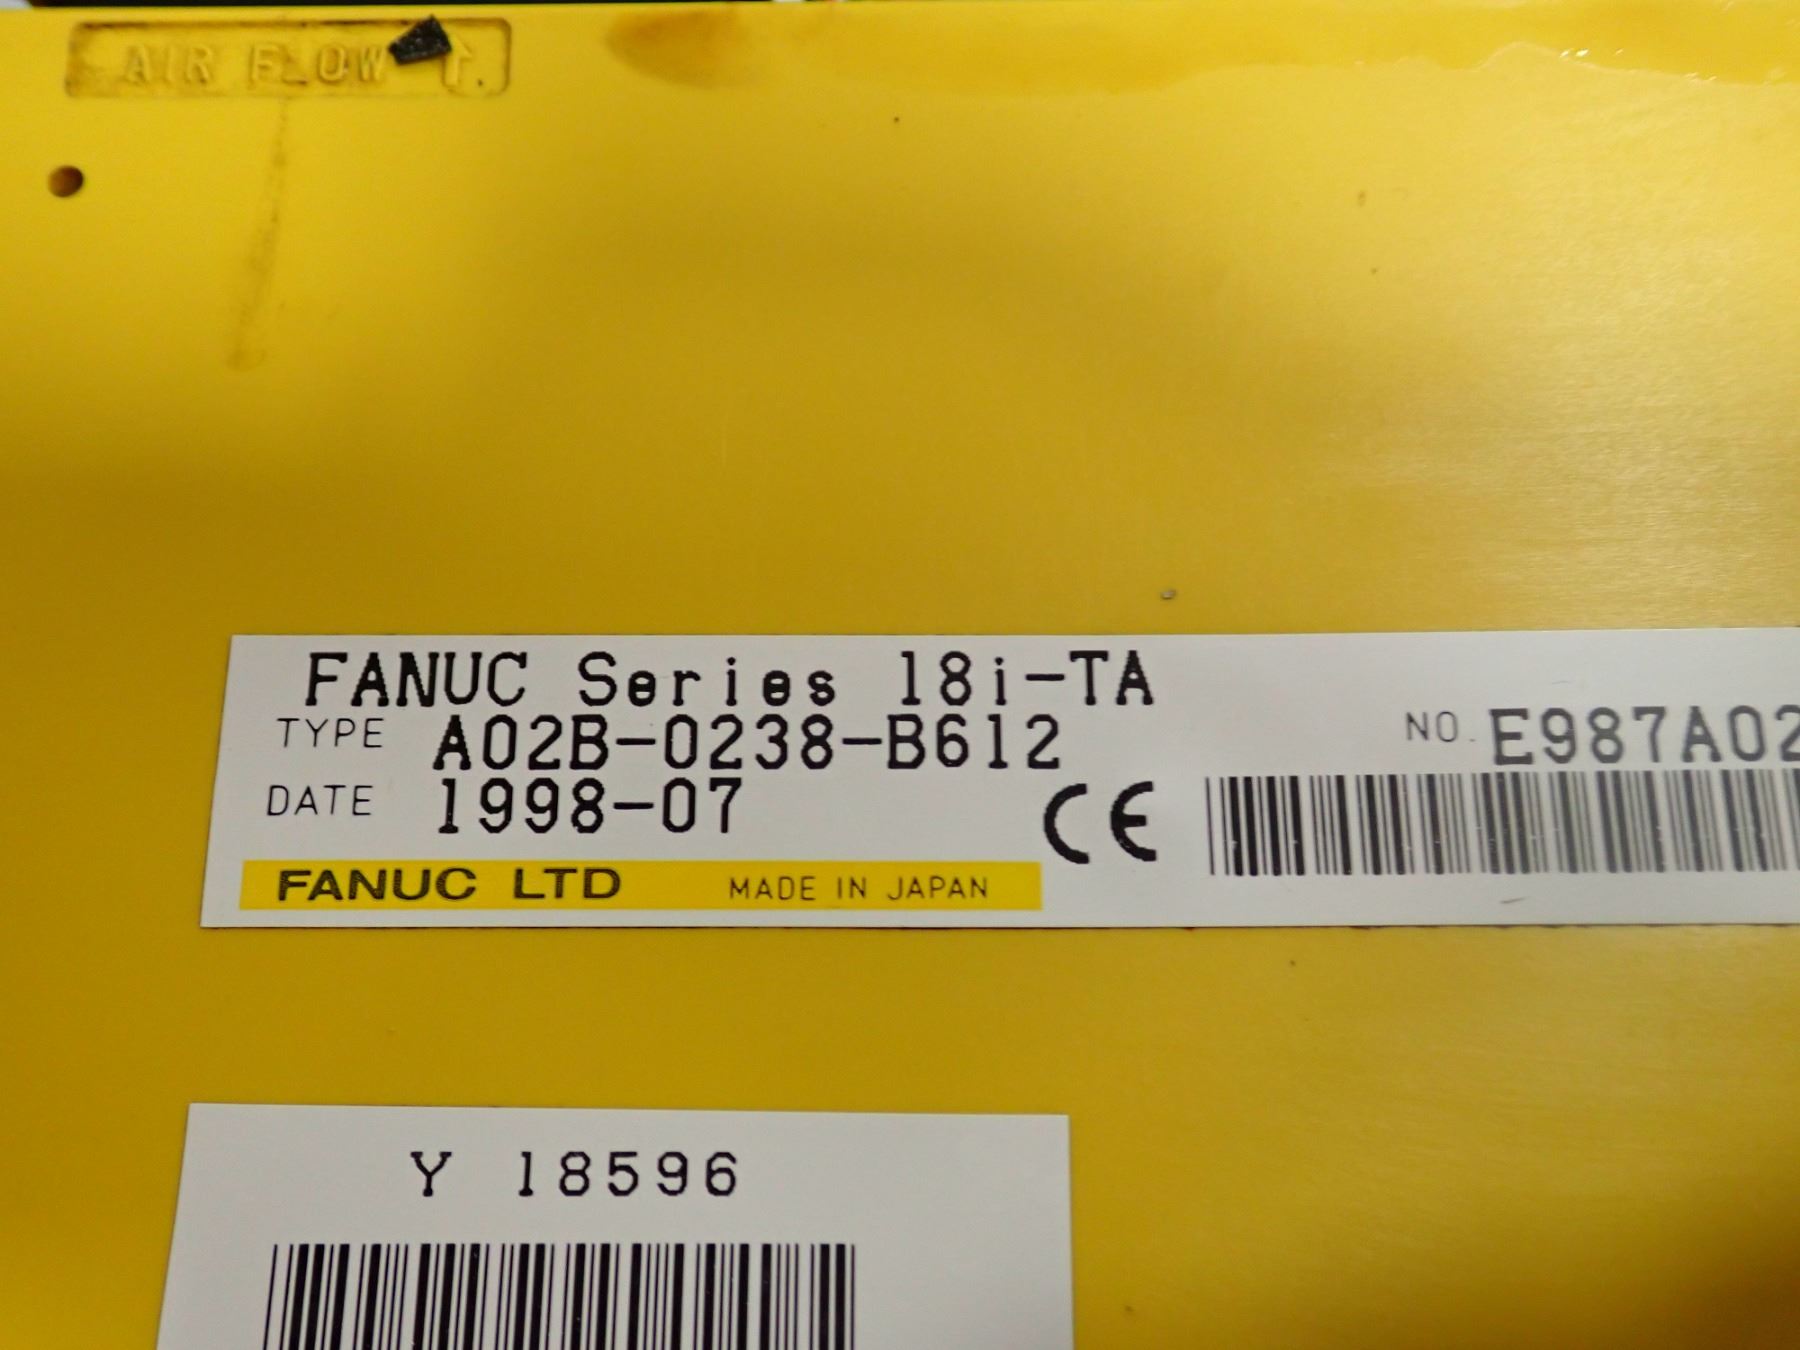 AIR FLOW
FANUC Series 18i-TA
TYPE A02B-0238-B612
NO. E987A02
DATE 1998-07
CE
FANUC LTD MADE IN JAPAN
Y 18596